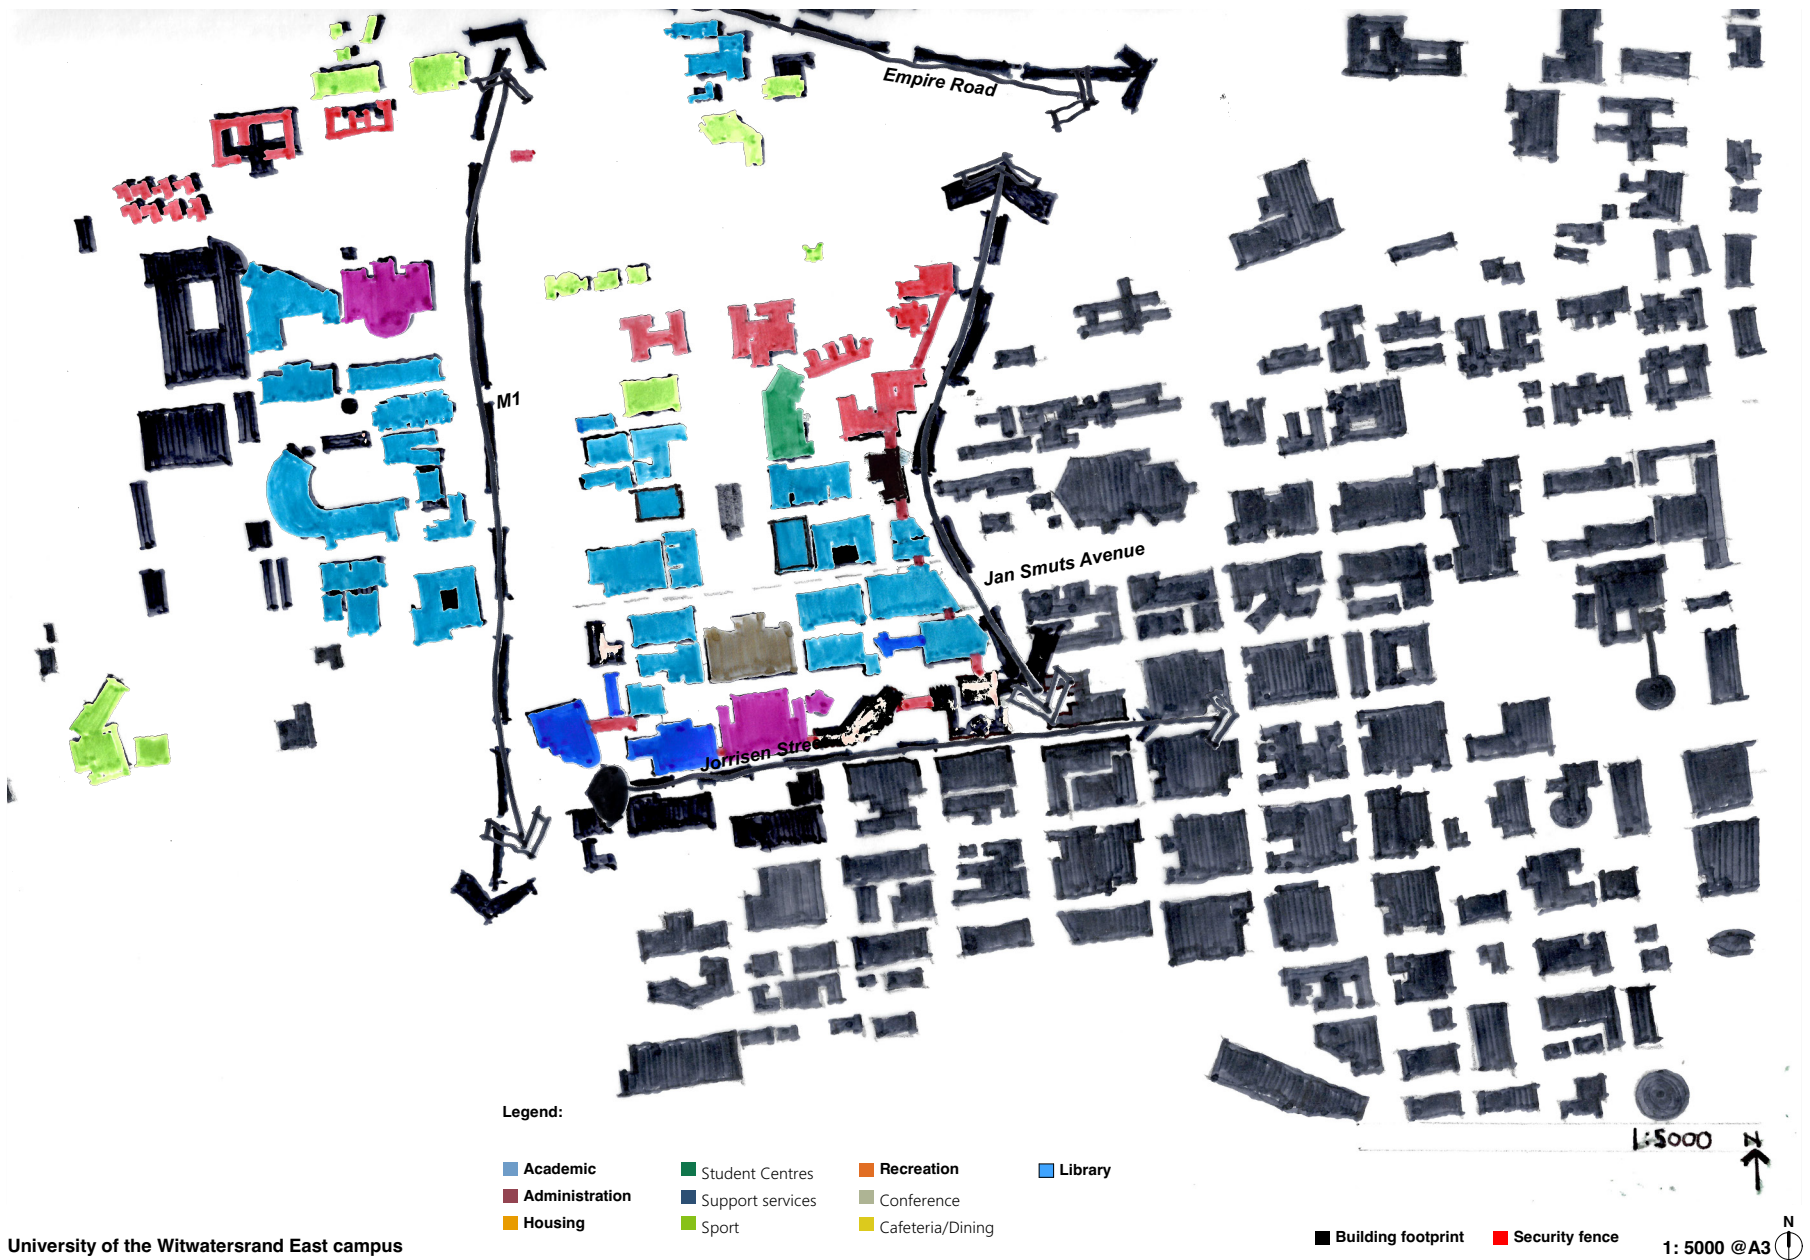 Empire Road
M1
Jan Smuts Avenue
Jorrisen Stre
Legend:
Academic
Administration
Housing
Student Centres
Support services
Sport
Recreation
Conference
Cafeteria/Dining
Library
1:5000 N
University of the Witwatersrand East campus
Building footprint
Security fence
1: 5000 @A3
N